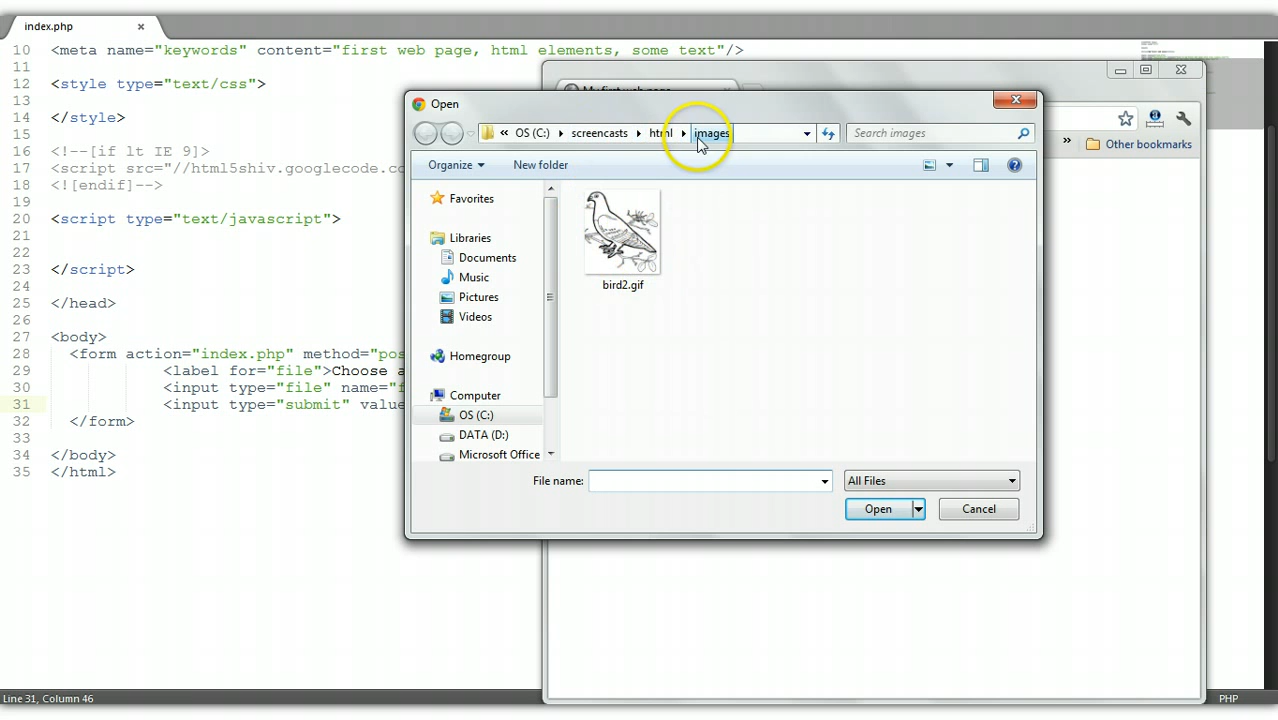 index.php ×
10 <meta name="keywords" content="first web page, html elements, some text"/>
11
12 <style type="text/css">
13
14 </style>
15
16 <!--[if lt IE 9]>
17 <script src="//html5shiv.googlecode.co
18 <![endif]-->
19
20 <script type="text/javascript">
21
22
23 </script>
24
25 </head>
26
27 <body>
28 <form action="index.php" method="pos
29 <label for="file">Choose a
30 <input type="file" name="f
31 <input type="submit" value
32 </form>
33
34 </body>
35 </html>
Line 31, Column 46
PHP
My first web page
» Other bookmarks
Open
« OS (C:) screencasts html images
Search images
Organize New folder
Favorites
Libraries
Documents
Music
Pictures
Videos
Homegroup
Computer
OS (C:)
DATA (D:)
Microsoft Office
bird2.gif
File name:
All Files
Open Cancel